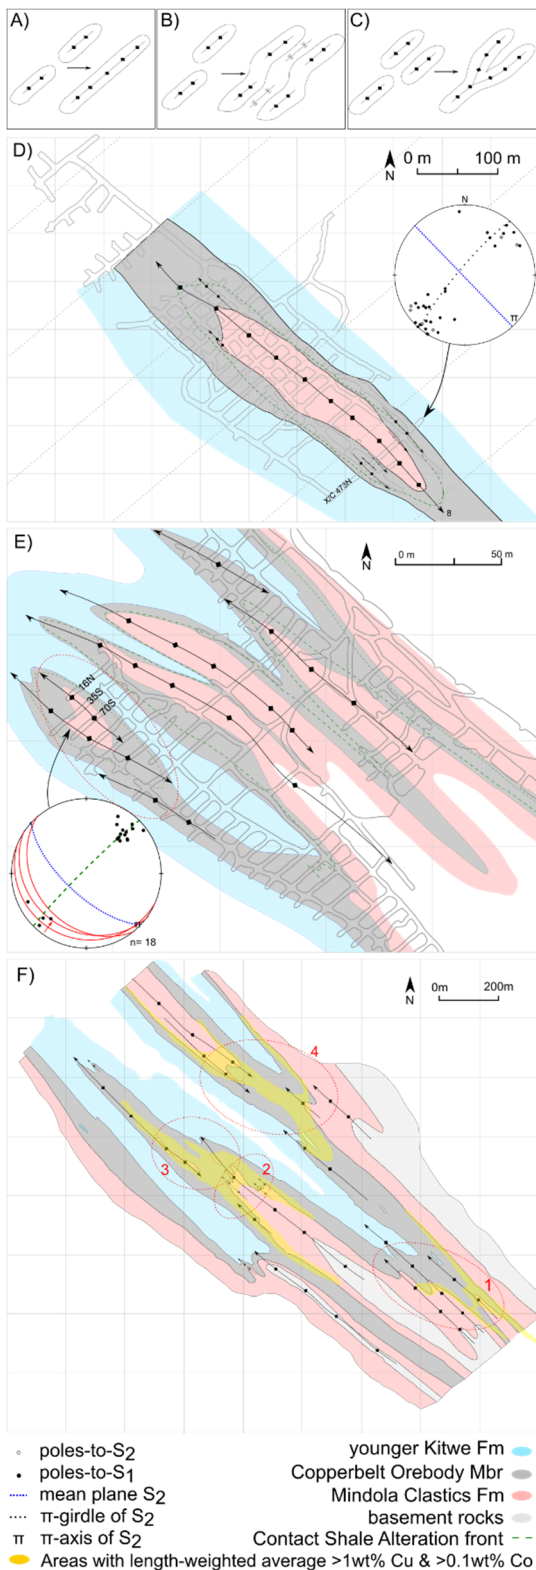 A)
B)
C)
D)
N
0 m 100 m
N
π
X/C 473N
8
E)
N
0 m 50 m
16N
35S
70S
π
n= 18
F)
N
0m 200m
4
3
2
1
poles-to-S2
poles-to-S1
mean plane S2
π-girdle of S2
π π-axis of S2
younger Kitwe Fm
Copperbelt Orebody Mbr
Mindola Clastics Fm
basement rocks
Contact Shale Alteration front
Areas with length-weighted average >1wt% Cu & >0.1wt% Co